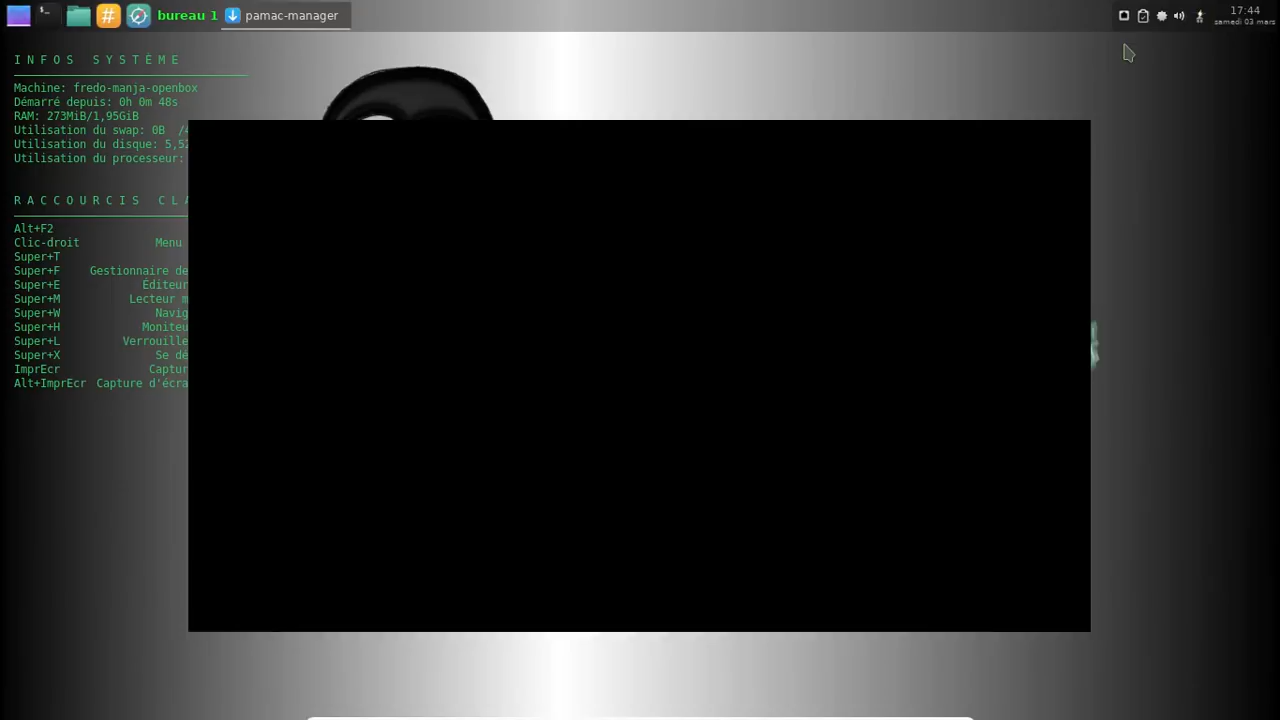 bureau 1
pamac-manager
17:44
samedi 03 mars
INFOS SYSTÈME
Machine: fredo-manja-openbox
Démarré depuis: 0h 0m 48s
RAM: 273MiB/1,95GiB
Utilisation du swap: 0B /
Utilisation du disque: 5,5
Utilisation du processeur:
RACCOURCIS CLA
Alt+F2
Clic-droit Menu
Super+T
Super+F Gestionnaire de
Super+E Éditeur
Super+M Lecteur m
Super+W Navig
Super+H Moniteu
Super+L Verrouille
Super+X Se dé
ImprEcr Captur
Alt+ImprEcr Capture d'écra